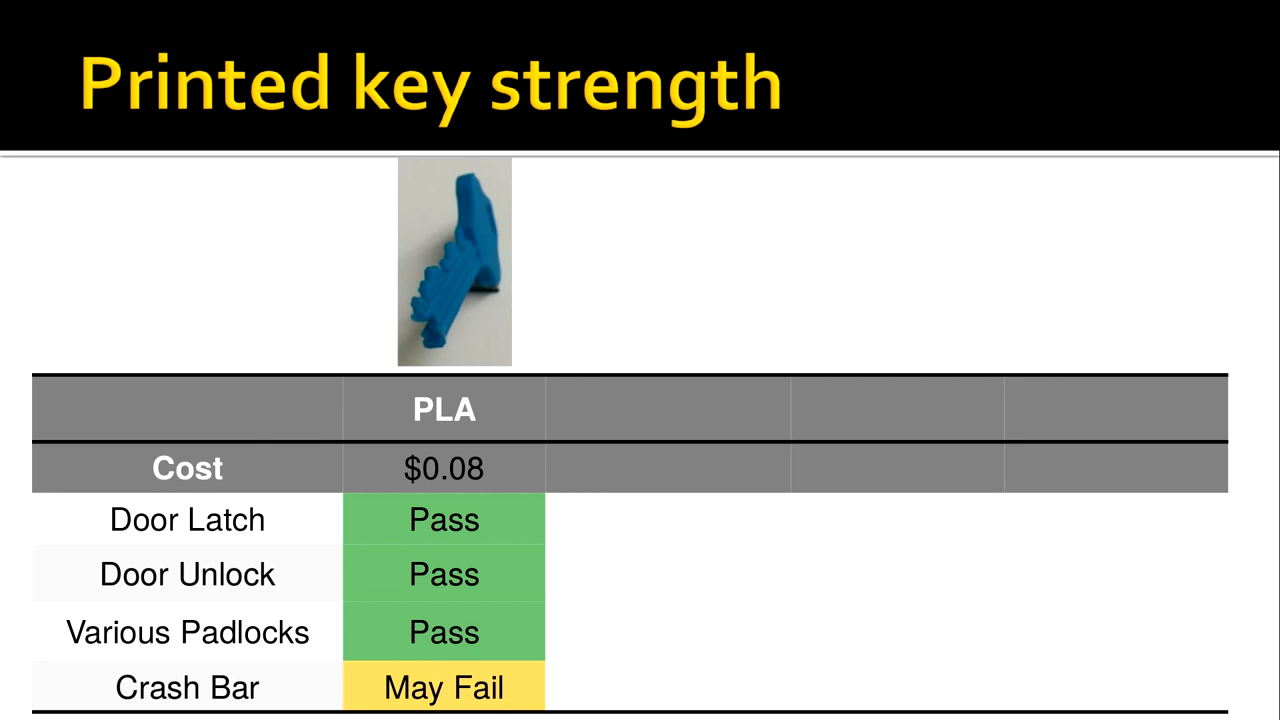 Printed key strength
PLA
Cost $0.08
Door Latch Pass
Door Unlock Pass
Various Padlocks Pass
Crash Bar May Fail